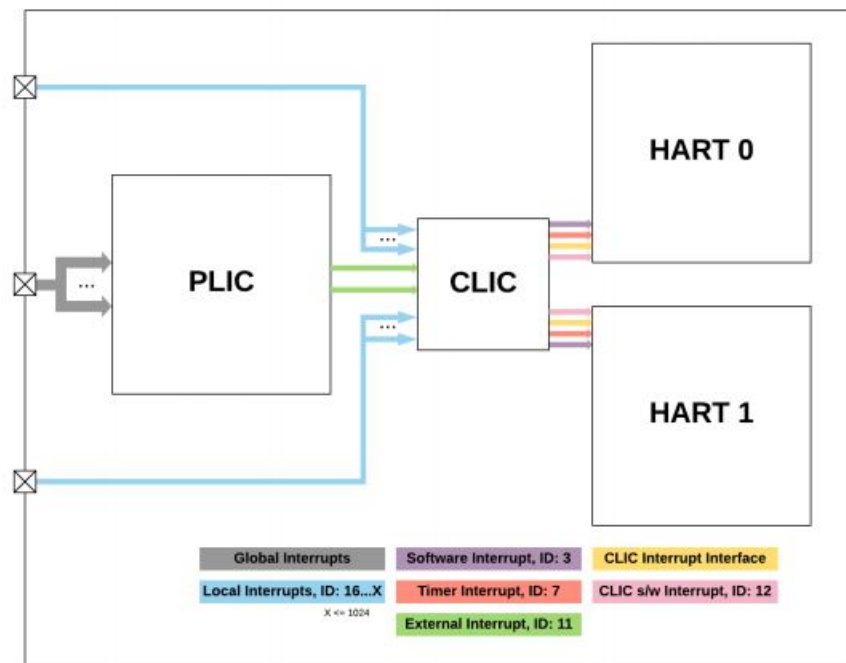 HART 0
...
PLIC
...
CLIC
...
HART 1
Global Interrupts
Software Interrupt, ID: 3
CLIC Interrupt Interface
Local Interrupts, ID: 16...X
Timer Interrupt, ID: 7
CLIC s/w Interrupt, ID: 12
X <= 1024
External Interrupt, ID: 11